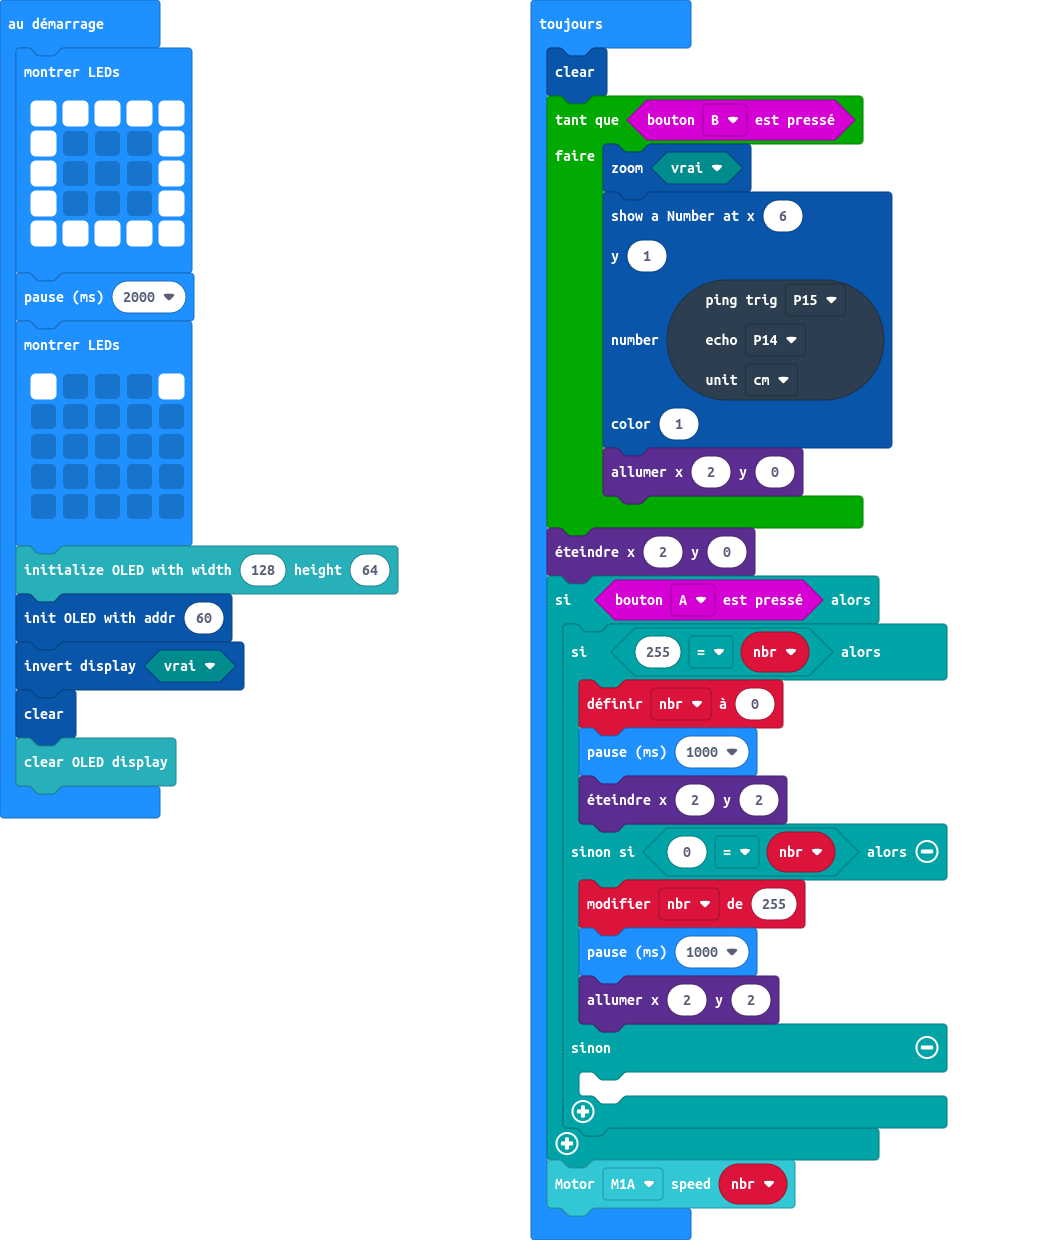 au démarrage
montrer LEDs
pause (ms) 2000
montrer LEDs
initialize OLED with width 128 height 64
init OLED with addr 60
invert display vrai
clear
clear OLED display
toujours
clear
tant que bouton B est pressé
faire
zoom vrai
show a Number at x 6
y 1
number
ping trig P15
echo P14
unit cm
color 1
allumer x 2 y 0
éteindre x 2 y 0
si bouton A est pressé alors
si 255 = nbr alors
définir nbr à 0
pause (ms) 1000
éteindre x 2 y 2
sinon si 0 = nbr alors
modifier nbr de 255
pause (ms) 1000
allumer x 2 y 2
sinon
Motor M1A speed nbr